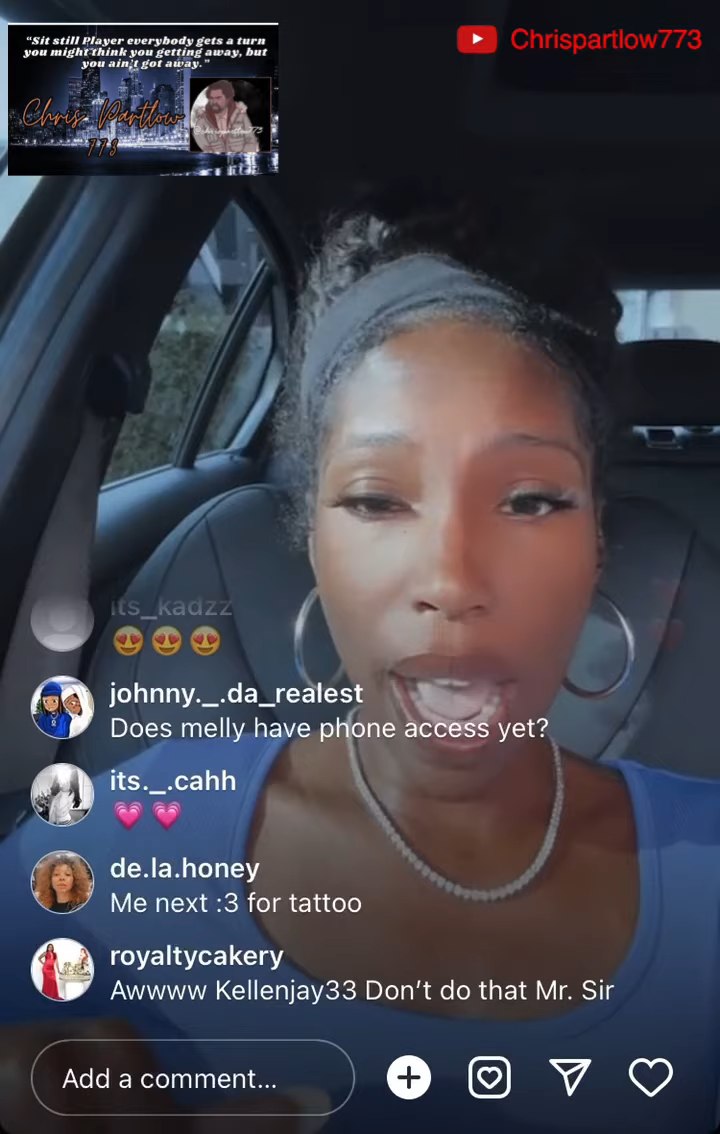 "Sit still Player everybody gets a turn
you might think you getting away, but
you ain't got away."
Chris Partlow
773
Chrispartlow773
its_kadzz
😍 😍 😍
johnny._.da_realest
Does melly have phone access yet?
its._.cahh
💗 💗
de.la.honey
Me next :3 for tattoo
royaltycakery
Awwww Kellenjay33 Don't do that Mr. Sir
Add a comment...